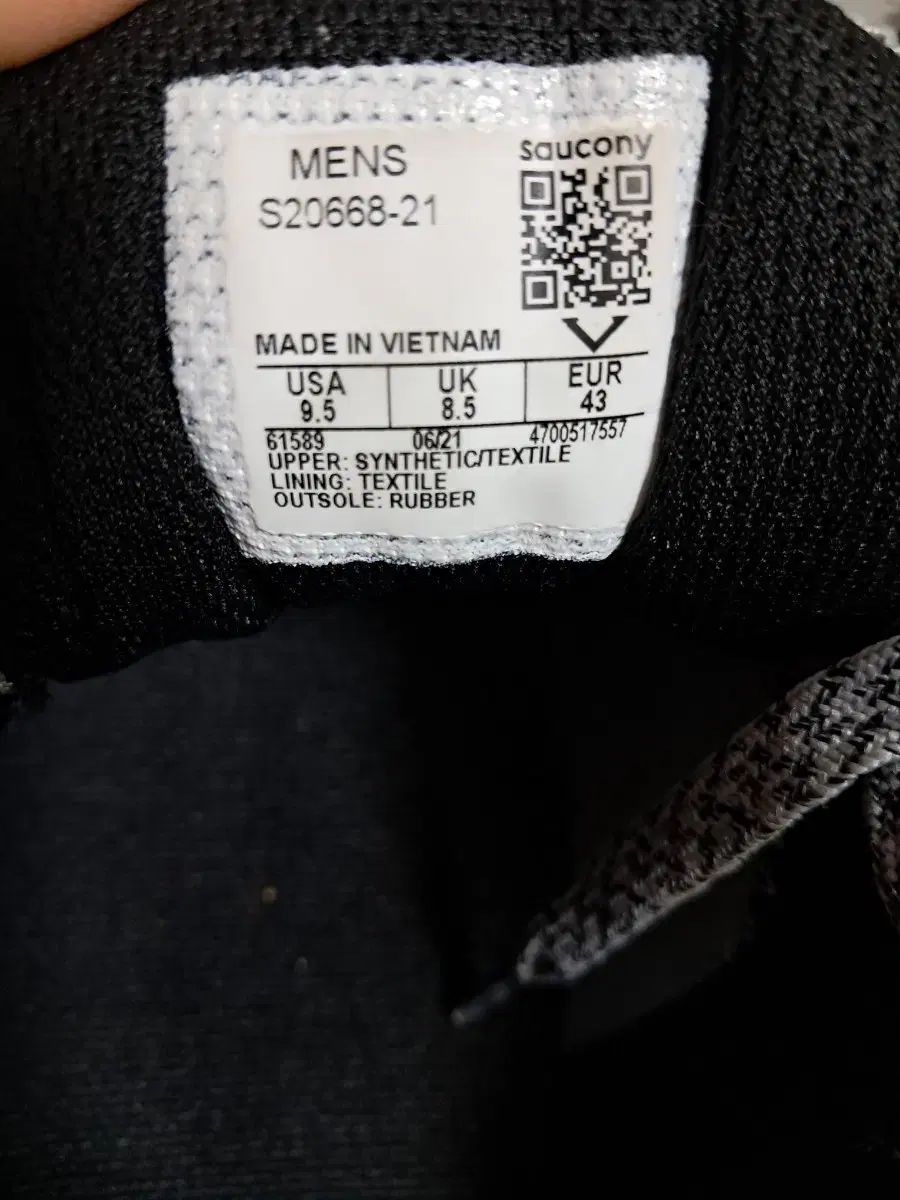 MENS
S20668-21
saucony
MADE IN VIETNAM
USA UK EUR
9.5 8.5 43
61589 06/21 4700517557
UPPER: SYNTHETIC/TEXTILE
LINING: TEXTILE
OUTSOLE: RUBBER